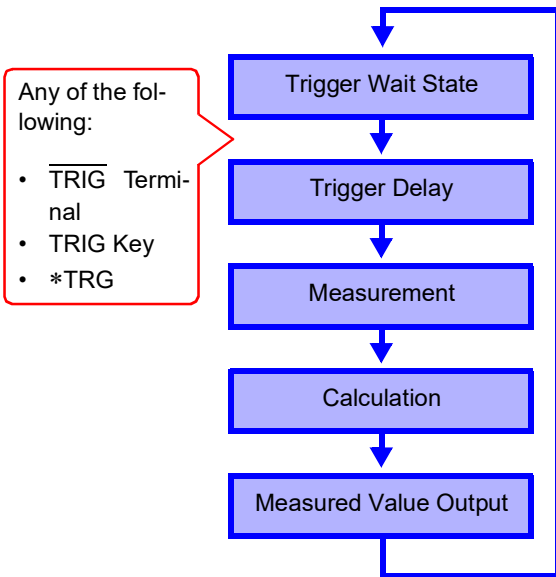 Any of the fol-
lowing:
• T̅R̅I̅G̅ Termi-
nal
• TRIG Key
• ∗TRG
Trigger Wait State
Trigger Delay
Measurement
Calculation
Measured Value Output